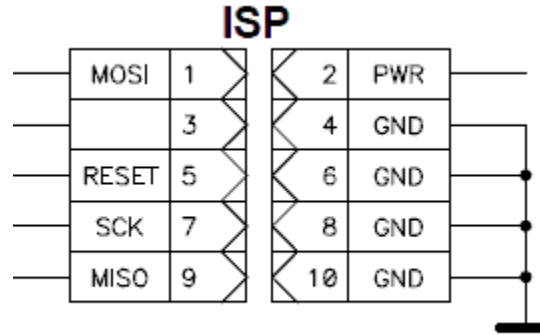 ISP
MOSI 1 2 PWR
3 4 GND
RESET 5 6 GND
SCK 7 8 GND
MISO 9 10 GND